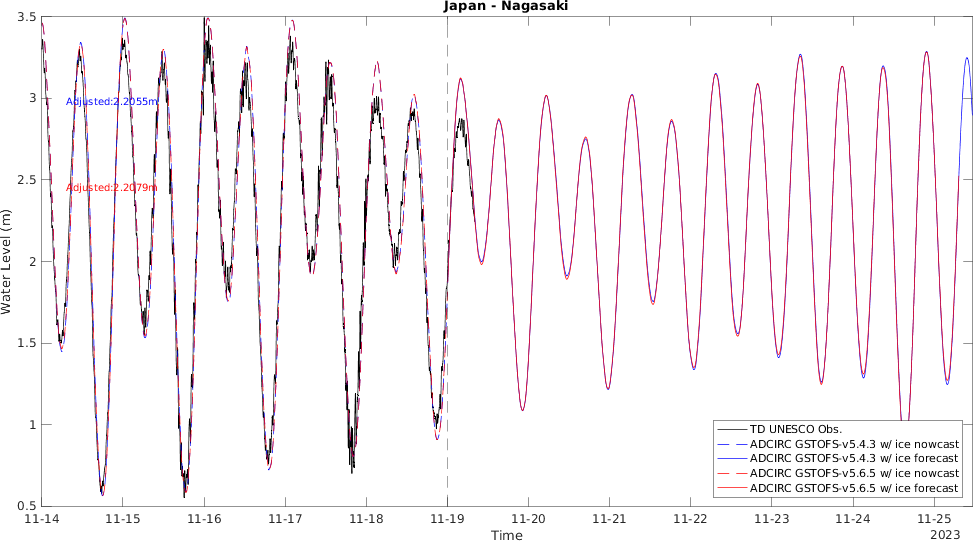 Japan - Nagasaki
3.5
3
2.5
2
1.5
1
0.5
Water Level (m)
Adjusted:2.2055m
Adjusted:2.2079m
TD UNESCO Obs.
ADCIRC GSTOFS-v5.4.3 w/ ice nowcast
ADCIRC GSTOFS-v5.4.3 w/ ice forecast
ADCIRC GSTOFS-v5.6.5 w/ ice nowcast
ADCIRC GSTOFS-v5.6.5 w/ ice forecast
11-14 11-15 11-16 11-17 11-18 11-19 11-20 11-21 11-22 11-23 11-24 11-25
2023
Time